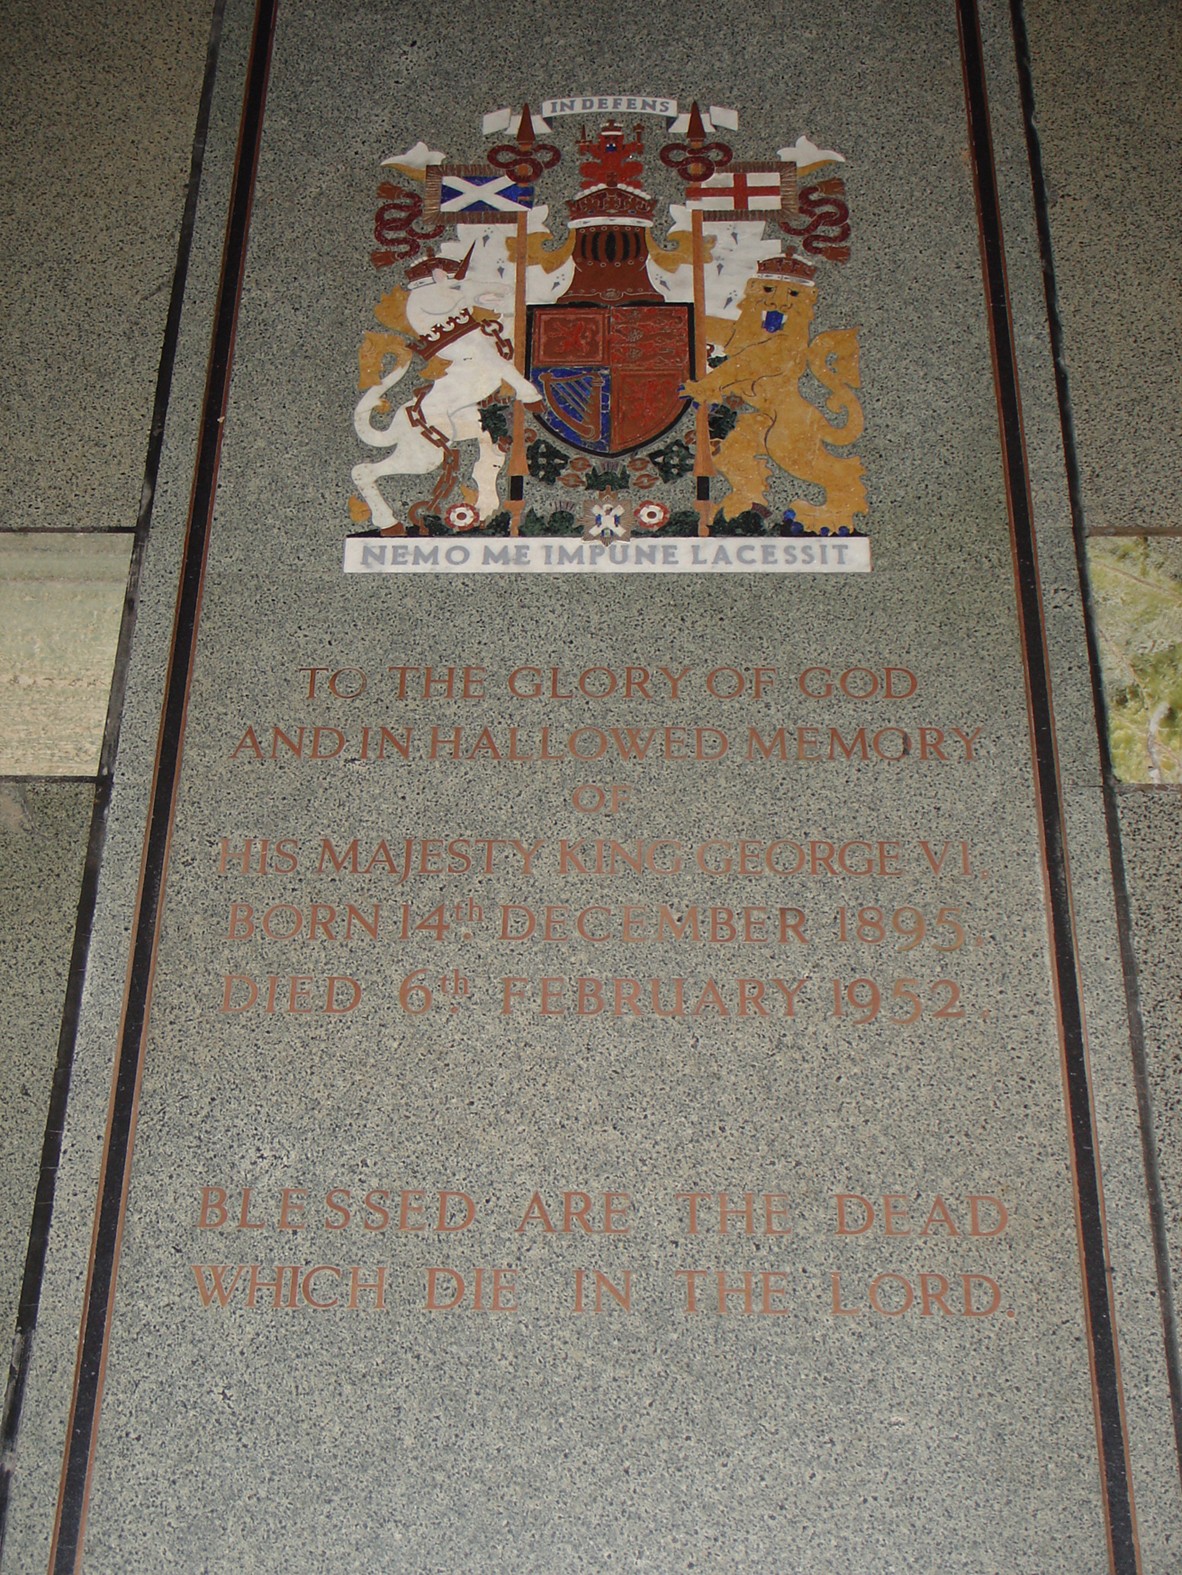 IN DEFENS
NEMO ME IMPUNE LACESSIT
TO THE GLORY OF GOD
AND IN HALLOWED MEMORY
OF
HIS MAJESTY KING GEORGE VI.
BORN 14th DECEMBER 1895.
DIED 6th FEBRUARY 1952.
BLESSED ARE THE DEAD
WHICH DIE IN THE LORD.